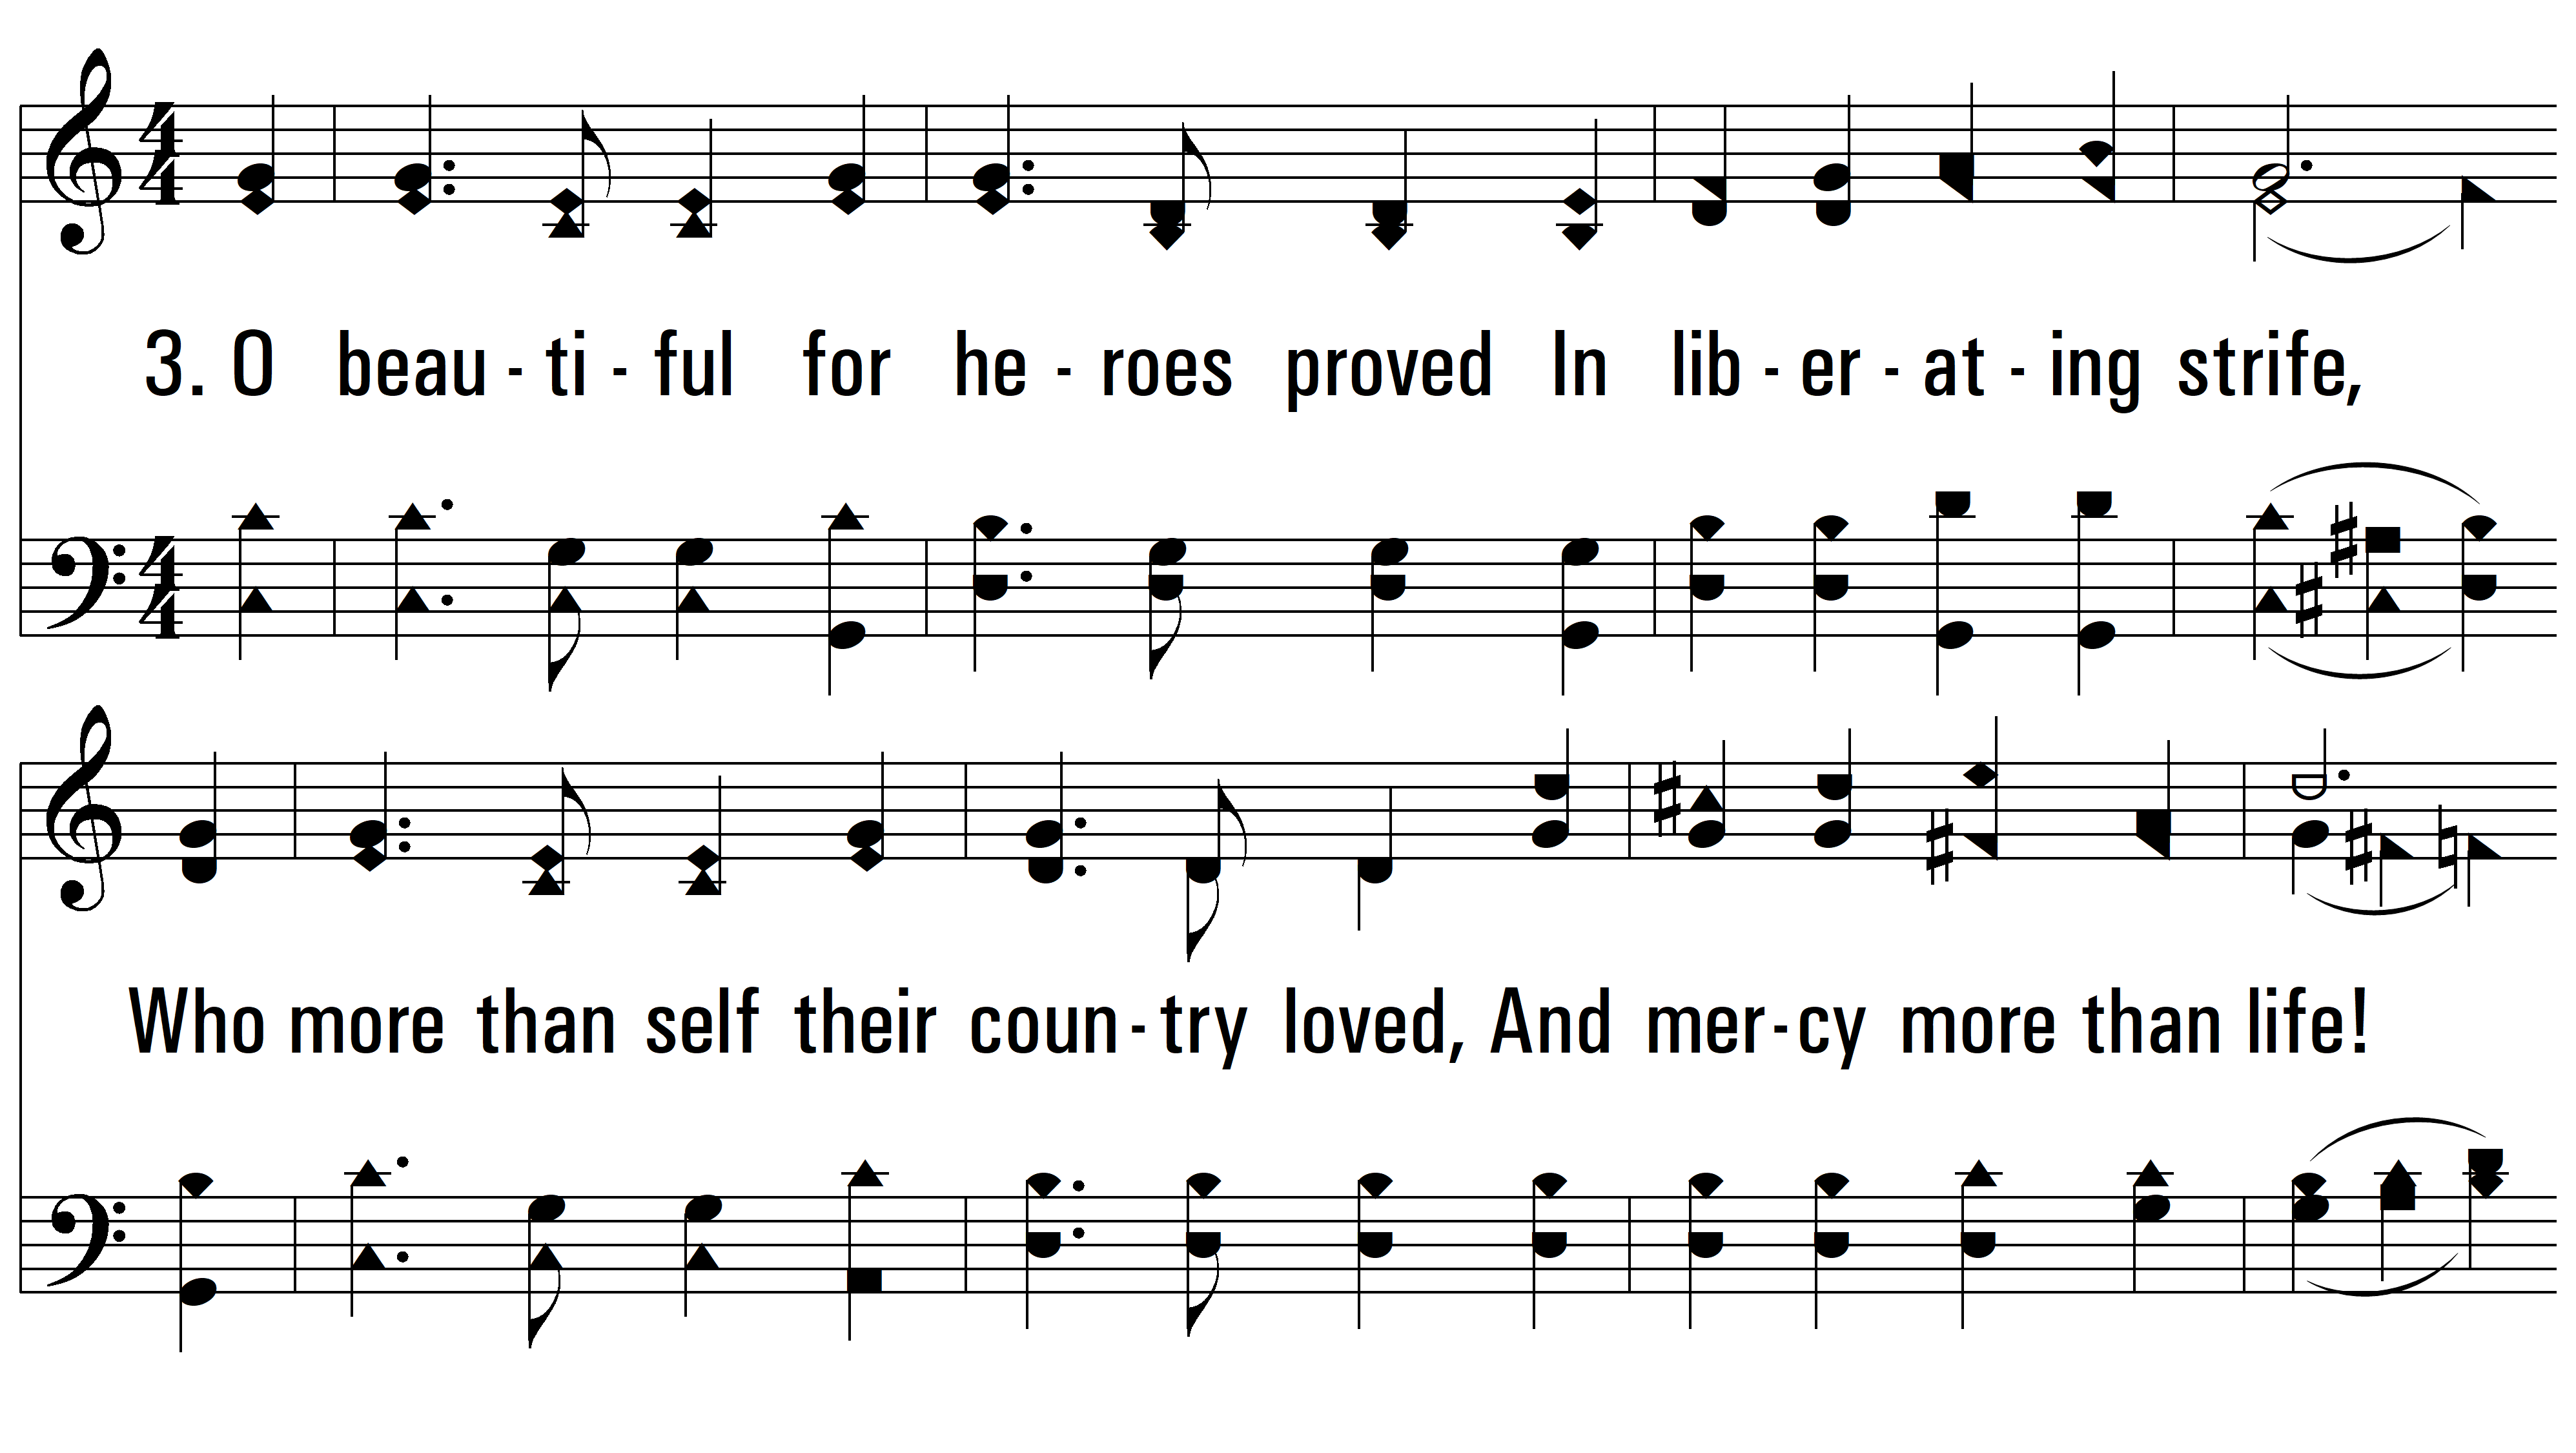 3. O beau - ti - ful for he - roes proved In lib - er - at - ing strife,
Who more than self their coun - try loved, And mer - cy more than life!